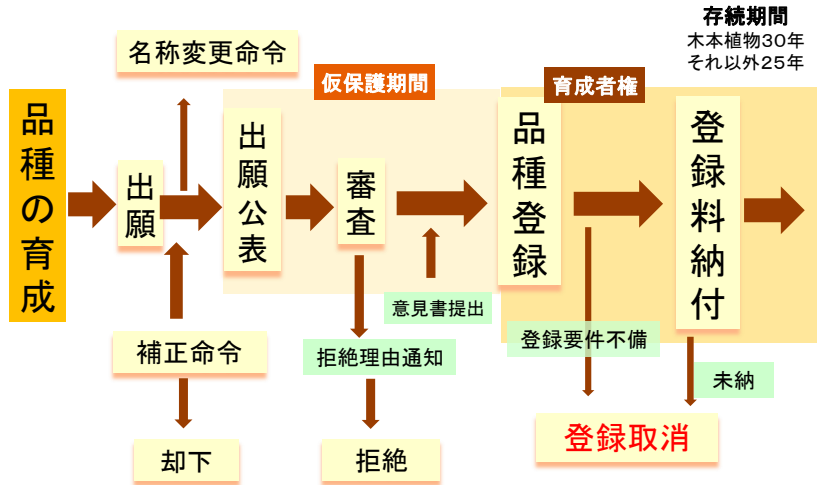 存続期間
木本植物30年
それ以外25年
名称変更命令
仮保護期間
育成者権
品種の育成
出願
出願公表
審査
品種登録
登録料納付
意見書提出
補正命令
拒絶理由通知
登録要件不備
未納
却下
拒絶
登録取消